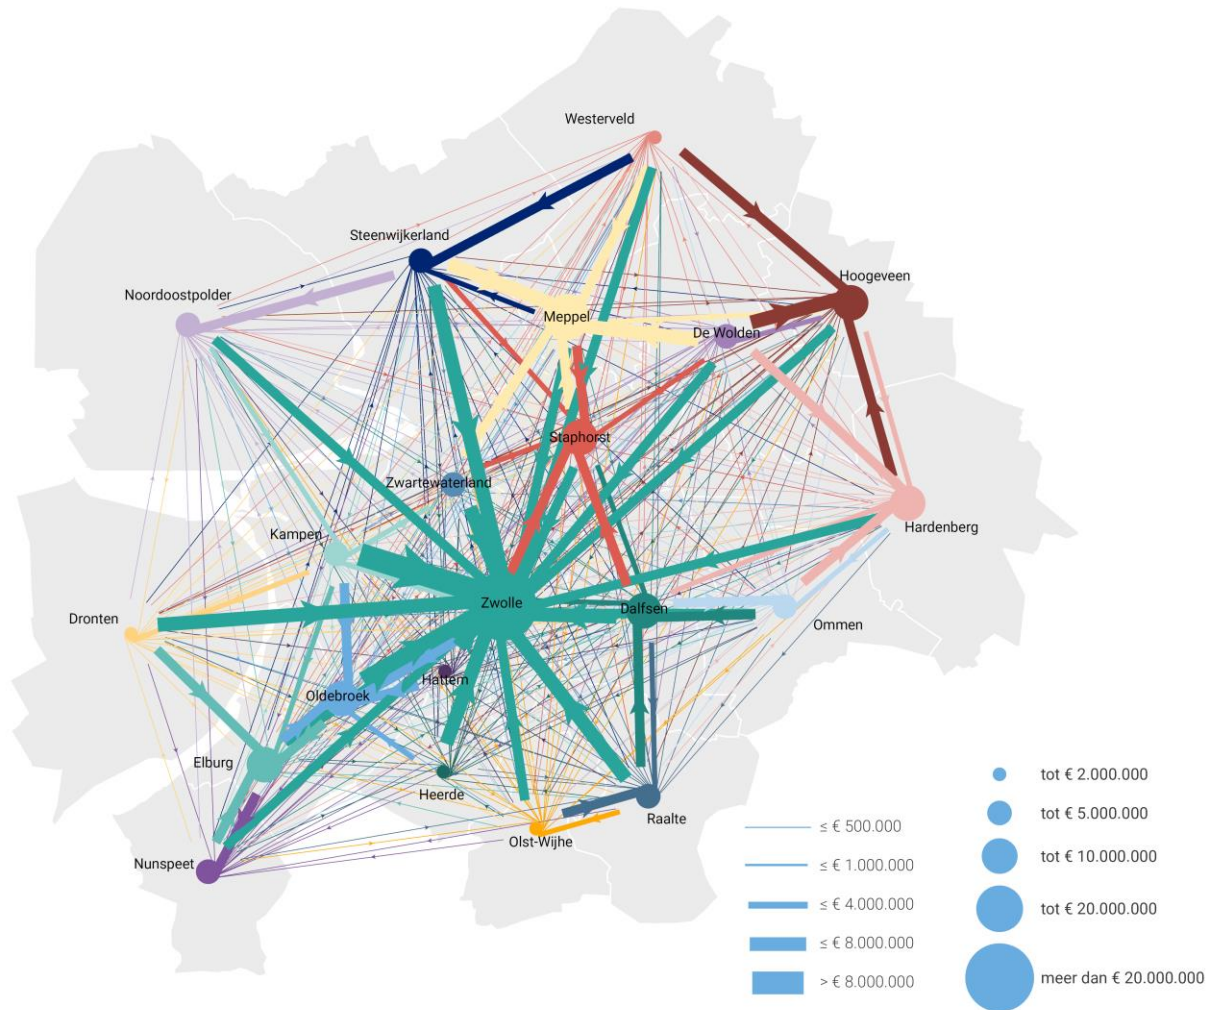 Westerveld
Steenwijkerland
Hoogeveen
Noordoostpolder
Meppel
De Wolden
Staphorst
Zwartewaterland
Hardenberg
Kampen
Zwolle
Dalfsen
Dronten
Ommen
Hattem
Oldebroek
Elburg
Heerde
Raalte
Olst-Wijhe
Nunspeet
≤ € 500.000
≤ € 1.000.000
≤ € 4.000.000
≤ € 8.000.000
> € 8.000.000
tot € 2.000.000
tot € 5.000.000
tot € 10.000.000
tot € 20.000.000
meer dan € 20.000.000